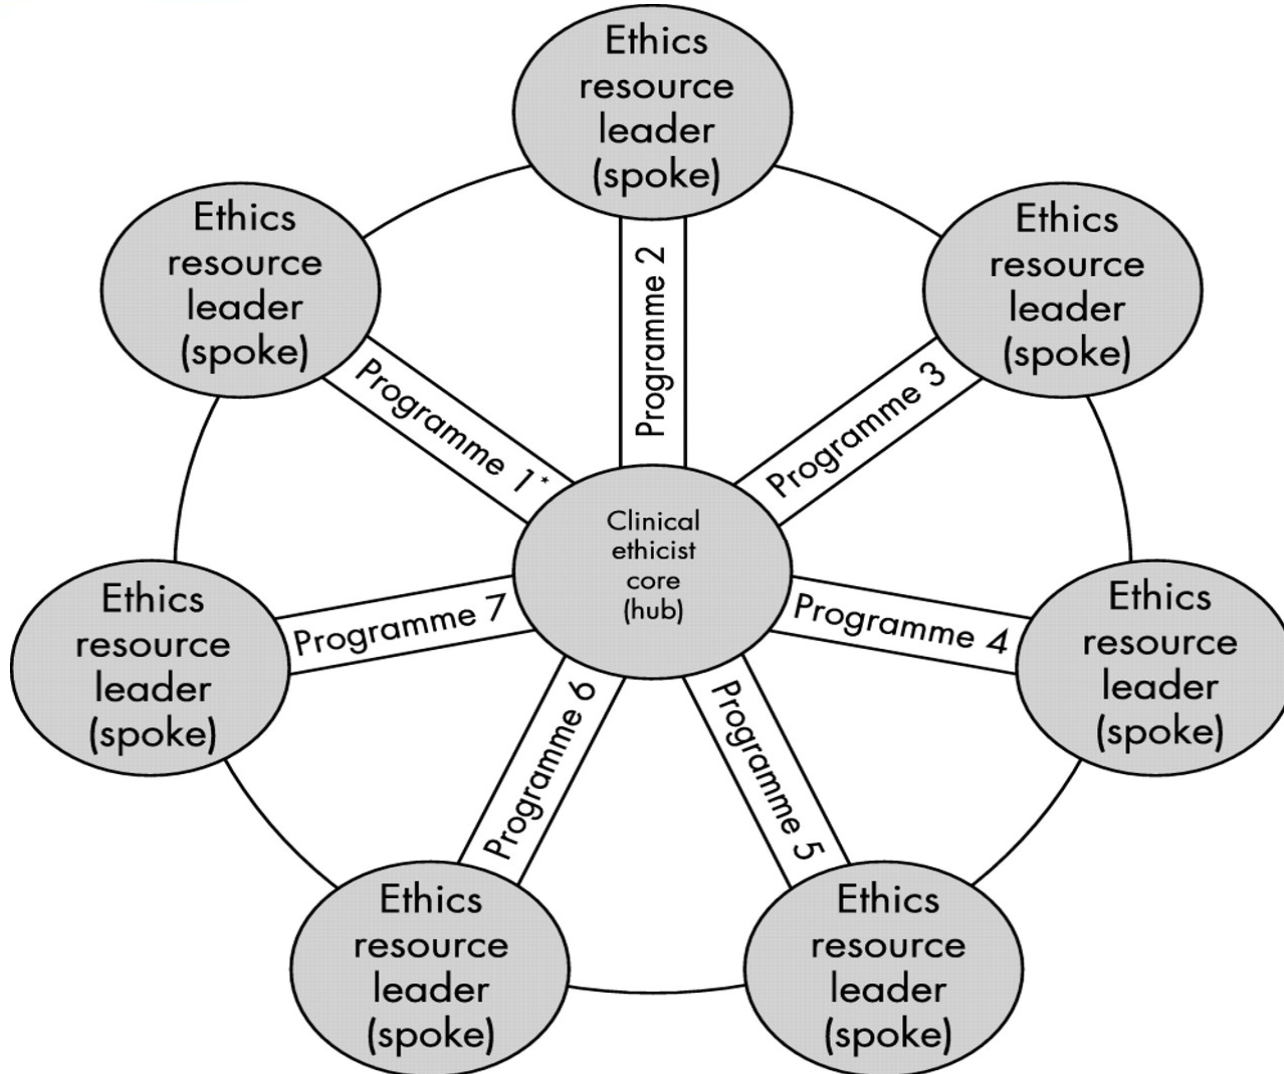 Ethics
resource
leader
(spoke)
Ethics
resource
leader
(spoke)
Ethics
resource
leader
(spoke)
Programme 1*
Programme 2
Programme 3
Clinical
ethicist
core
(hub)
Programme 7
Programme 4
Ethics
resource
leader
(spoke)
Ethics
resource
leader
(spoke)
Programme 6
Programme 5
Ethics
resource
leader
(spoke)
Ethics
resource
leader
(spoke)